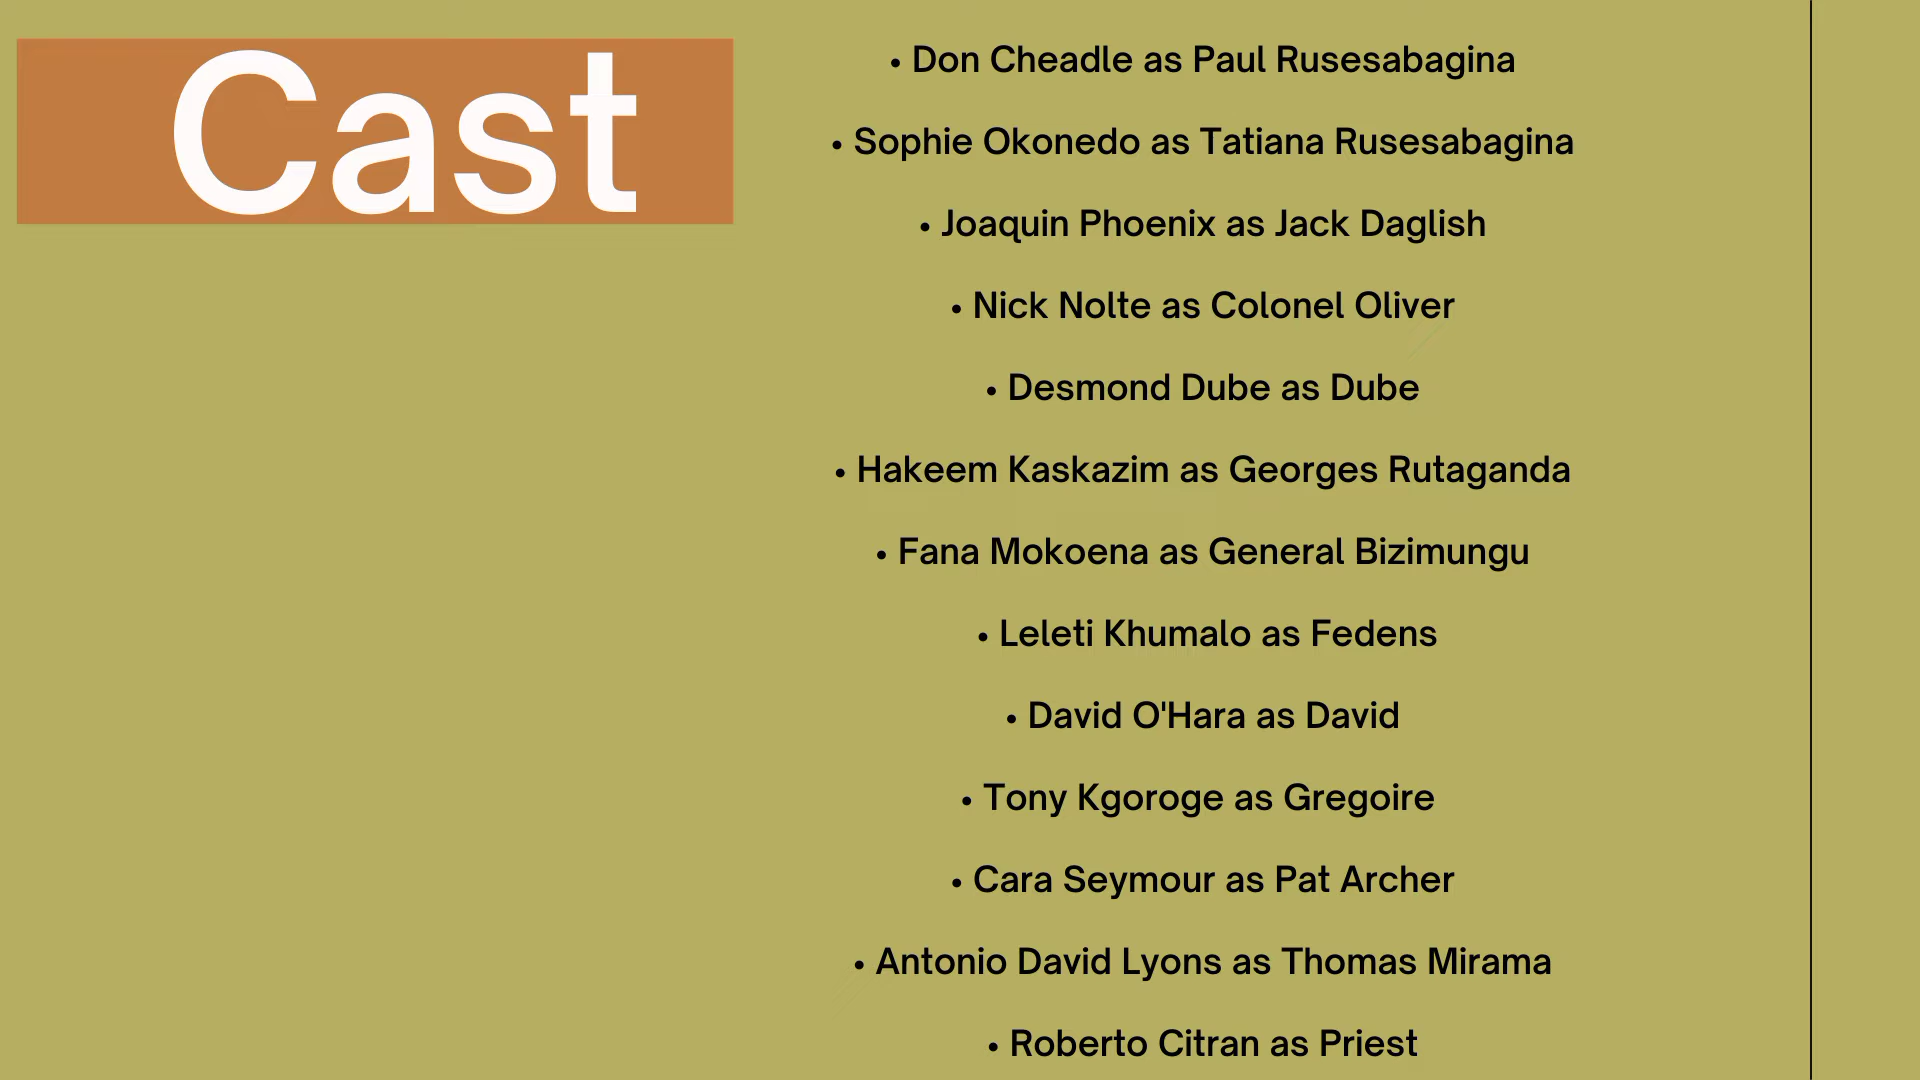 Cast
• Don Cheadle as Paul Rusesabagina
• Sophie Okonedo as Tatiana Rusesabagina
• Joaquin Phoenix as Jack Daglish
• Nick Nolte as Colonel Oliver
• Desmond Dube as Dube
• Hakeem Kaskazim as Georges Rutaganda
• Fana Mokoena as General Bizimungu
• Leleti Khumalo as Fedens
• David O'Hara as David
• Tony Kgoroge as Gregoire
• Cara Seymour as Pat Archer
• Antonio David Lyons as Thomas Mirama
• Roberto Citran as Priest